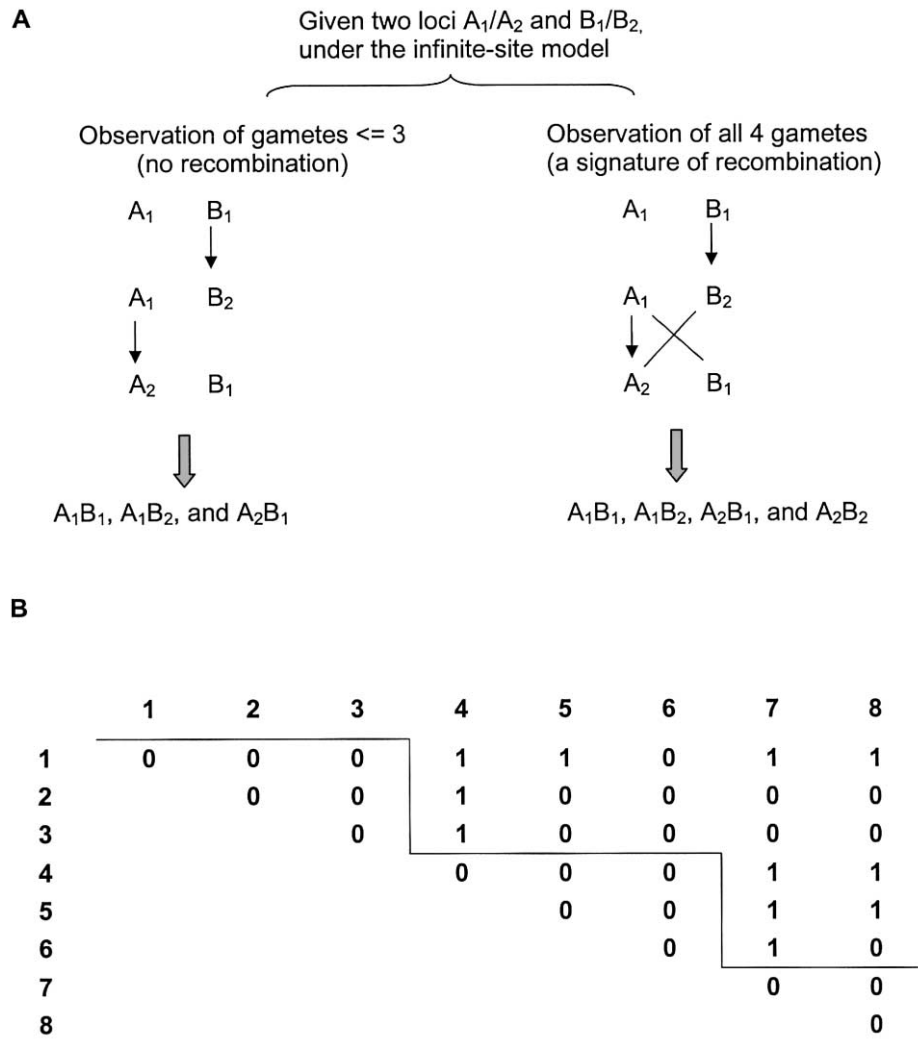 A
Given two loci A₁/A₂ and B₁/B₂,
under the infinite-site model
Observation of gametes <= 3
(no recombination)
Observation of all 4 gametes
(a signature of recombination)
A₁ B₁
A₁ B₂
A₂ B₁
A₁B₁, A₁B₂, and A₂B₁
A₁ B₁
A₁ B₂
A₂ B₁
A₁B₁, A₁B₂, A₂B₁, and A₂B₂
B
1 2 3 4 5 6 7 8
1 0 0 0 1 1 0 1 1
2 0 0 1 0 0 0 0
3 0 1 0 0 0 0
4 0 0 0 1 1
5 0 0 1 1
6 0 1 0
7 0 0
8 0